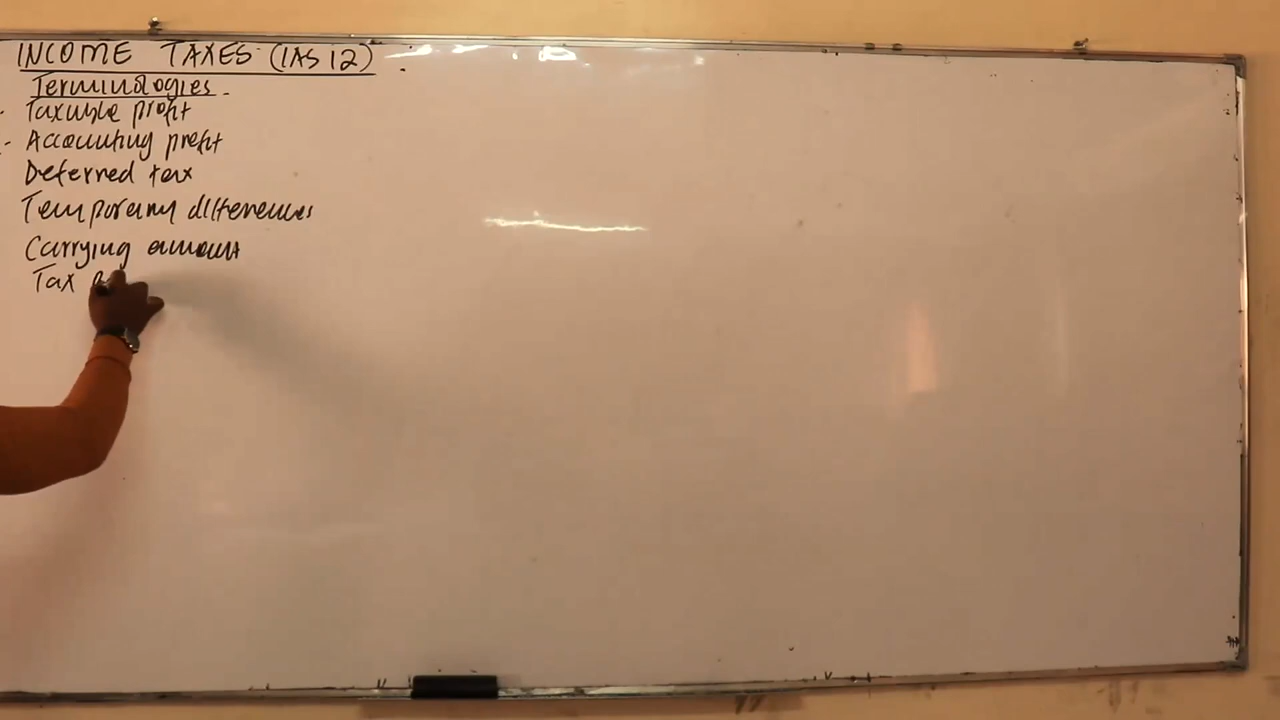 INCOME TAXES (IAS 12)
Terminologies
- Taxable profit
- Accounting profit
Deferred tax
Temporary differences
Carrying amount
Tax